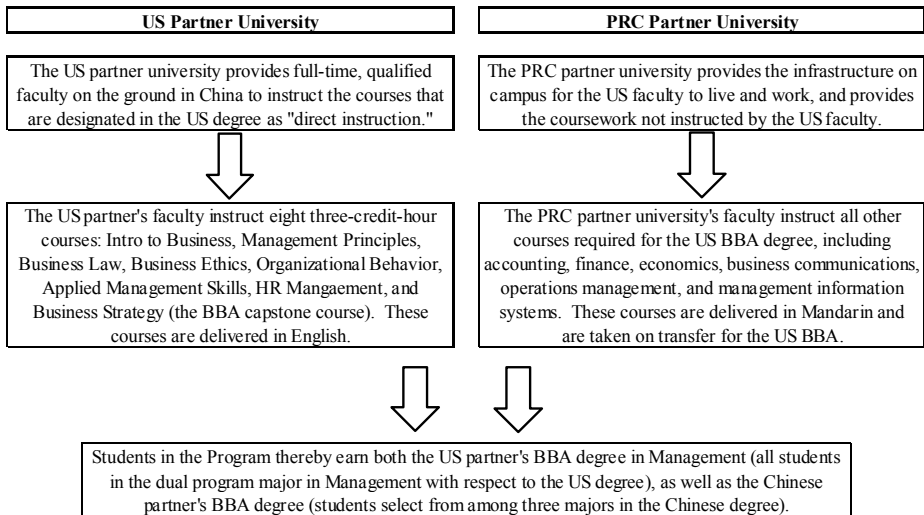 US Partner University
The US partner university provides full-time, qualified
faculty on the ground in China to instruct the courses that
are designated in the US degree as "direct instruction."
The US partner's faculty instruct eight three-credit-hour
courses: Intro to Business, Management Principles,
Business Law, Business Ethics, Organizational Behavior,
Applied Management Skills, HR Mangaement, and
Business Strategy (the BBA capstone course). These
courses are delivered in English.
PRC Partner University
The PRC partner university provides the infrastructure on
campus for the US faculty to live and work, and provides
the coursework not instructed by the US faculty.
The PRC partner university's faculty instruct all other
courses required for the US BBA degree, including
accounting, finance, economics, business communications,
operations management, and management information
systems. These courses are delivered in Mandarin and
are taken on transfer for the US BBA.
Students in the Program thereby earn both the US partner's BBA degree in Management (all students
in the dual program major in Management with respect to the US degree), as well as the Chinese
partner's BBA degree (students select from among three majors in the Chinese degree).